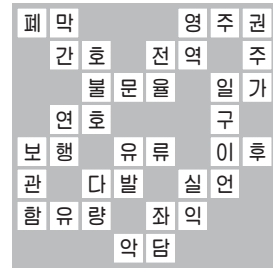 폐 막 영 주 권
간 호 전 역 주
불 문 율 일 가
연 호 구
보 행 유 류 이 후
관 다 발 실 언
함 유 량 좌 익
악 담